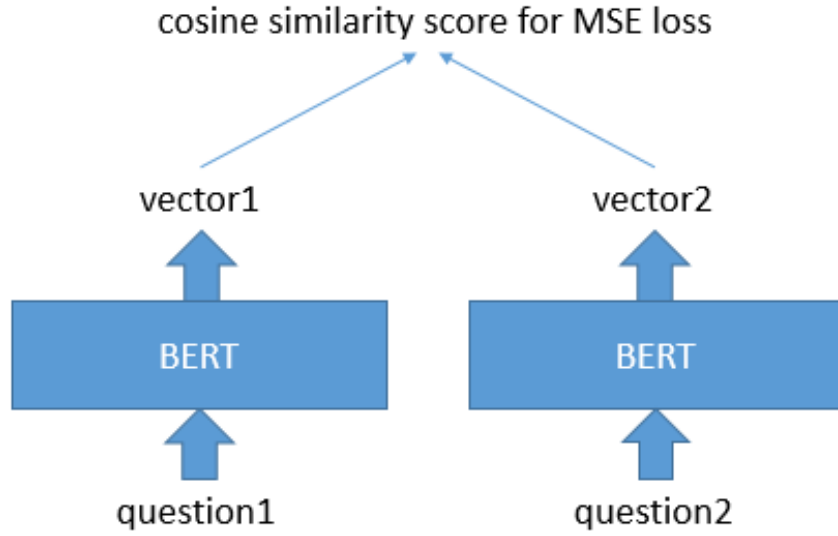 cosine similarity score for MSE loss
vector1 vector2
BERT BERT
question1 question2